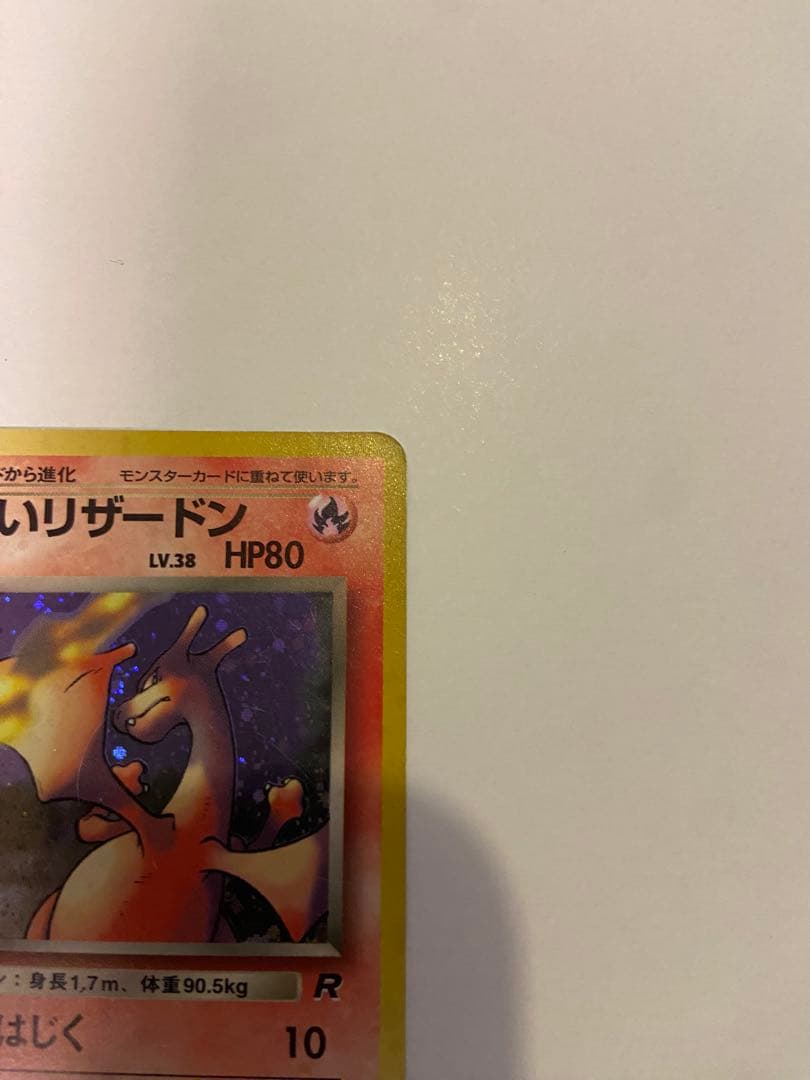 から進化 モンスターカードに重ねて使います。
いリザードン
LV.38 HP80
ン：身長1.7m、体重90.5kg R
はじく 10